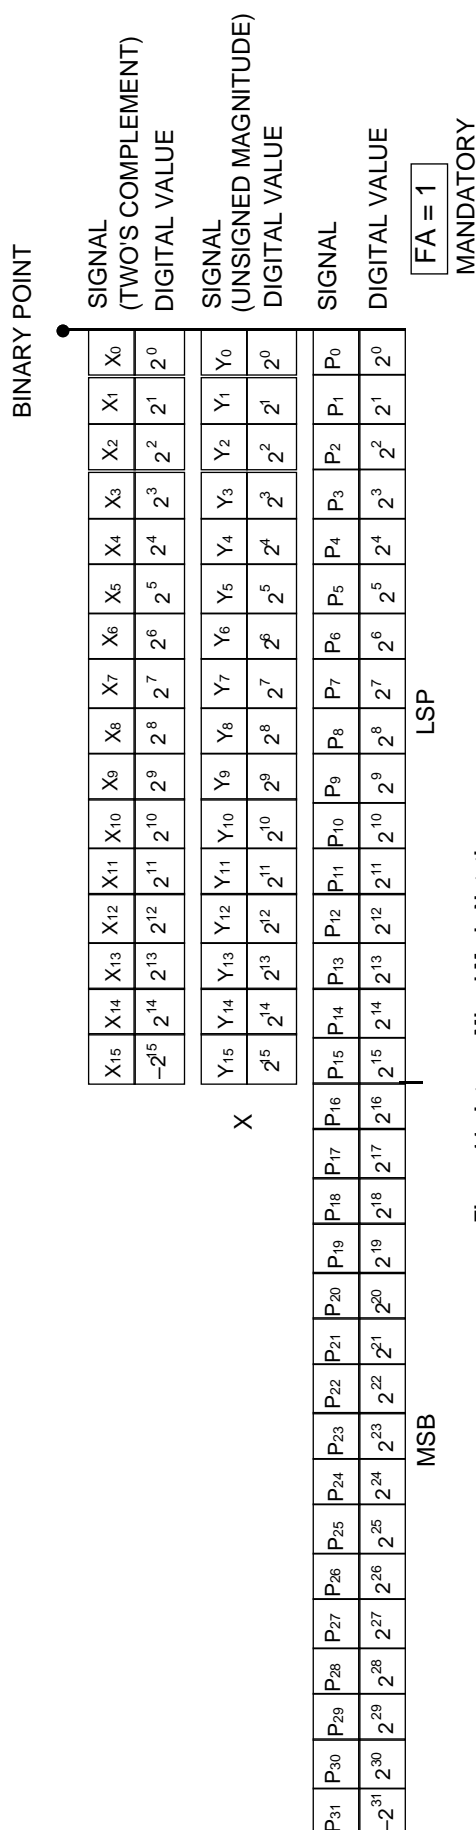 BINARY POINT
X15 X14 X13 X12 X11 X10 X9 X8 X7 X6 X5 X4 X3 X2 X1 X0 SIGNAL
(TWO'S COMPLEMENT)
–2^15 2^14 2^13 2^12 2^11 2^10 2^9 2^8 2^7 2^6 2^5 2^4 2^3 2^2 2^1 2^0 DIGITAL VALUE
X Y15 Y14 Y13 Y12 Y11 Y10 Y9 Y8 Y7 Y6 Y5 Y4 Y3 Y2 Y1 Y0 SIGNAL
(UNSIGNED MAGNITUDE)
2^15 2^14 2^13 2^12 2^11 2^10 2^9 2^8 2^7 2^6 2^5 2^4 2^3 2^2 2^1 2^0 DIGITAL VALUE
P31 P30 P29 P28 P27 P26 P25 P24 P23 P22 P21 P20 P19 P18 P17 P16 P15 P14 P13 P12 P11 P10 P9 P8 P7 P6 P5 P4 P3 P2 P1 P0 SIGNAL
–2^31 2^30 2^29 2^28 2^27 2^26 2^25 2^24 2^23 2^22 2^21 2^20 2^19 2^18 2^17 2^16 2^15 2^14 2^13 2^12 2^11 2^10 2^9 2^8 2^7 2^6 2^5 2^4 2^3 2^2 2^1 2^0 DIGITAL VALUE
MSB LSP FA = 1
MANDATORY